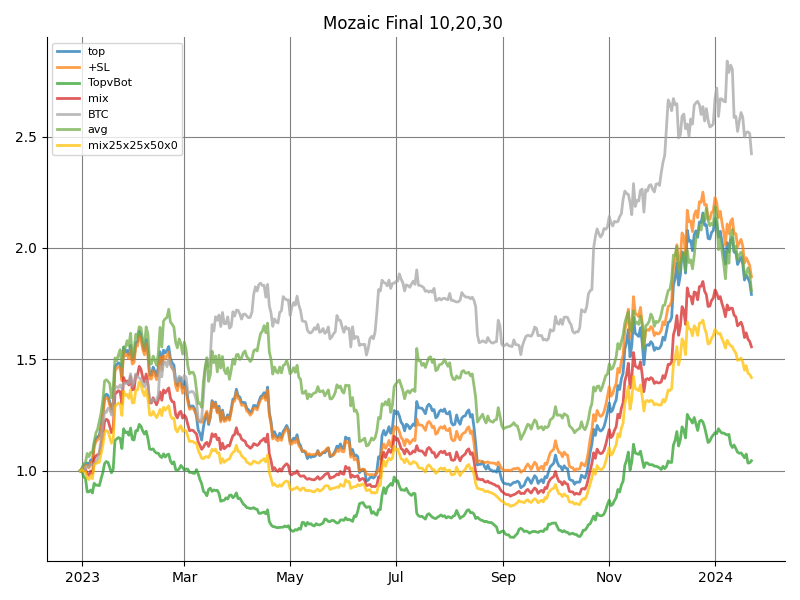 Mozaic Final 10,20,30
top
+SL
TopvBot
mix
BTC
avg
mix25x25x50x0
2.5
2.0
1.5
1.0
2023 Mar May Jul Sep Nov 2024